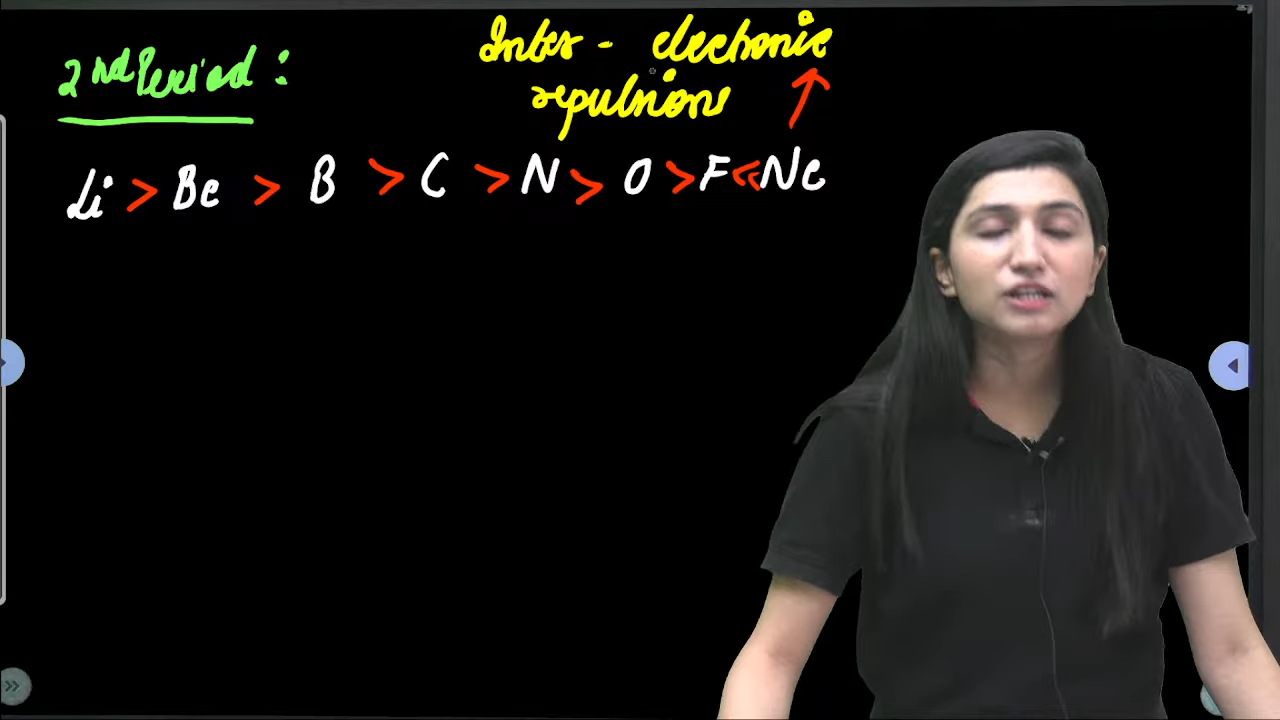 Inter - electronic
2nd Period :
repulsions
Li > Be > B > C > N > O > F << Ne